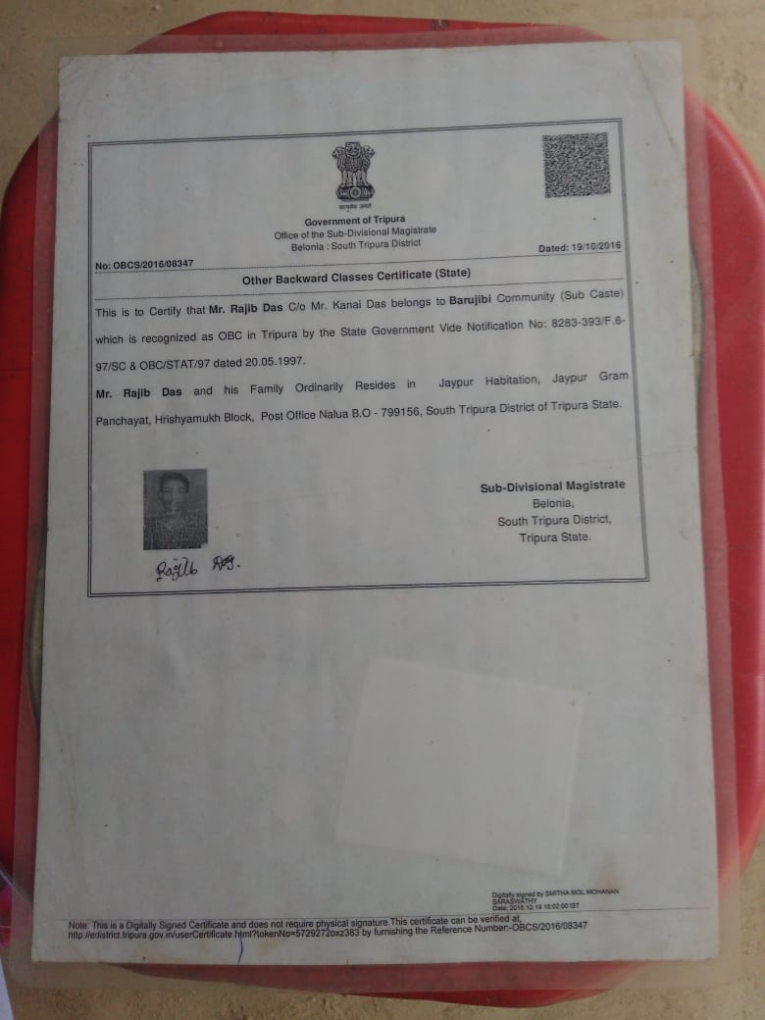 सत्यमेव जयते
Government of Tripura
Office of the Sub-Divisional Magistrate
Belonia : South Tripura District
No: OBCS/2016/08347
Dated: 19/10/2016
Other Backward Classes Certificate (State)
This is to Certify that Mr. Rajib Das C/o Mr. Kanai Das belongs to Barujibi Community (Sub Caste)
which is recognized as OBC in Tripura by the State Government Vide Notification No: 8283-393/F.6-
97/SC & OBC/STAT/97 dated 20.05.1997.
Mr. Rajib Das and his Family Ordinarily Resides in Jaypur Habitation, Jaypur Gram
Panchayat, Hrishyamukh Block, Post Office Nalua B.O - 799156, South Tripura District of Tripura State.
Sub-Divisional Magistrate
Belonia,
South Tripura District,
Tripura State.
Rajib Das.
Digitally signed by SMITHA MOL MOHANAN
SARASWATHY
Date: 2016.10.19 16:02:00 IST
Note: This is a Digitally Signed Certificate and does not require physical signature.This certificate can be verified at,
http://edistrict.tripura.gov.in/userCertificate.html?tokenNo=5729272oxz383 by furnishing the Reference Number:-OBCS/2016/08347